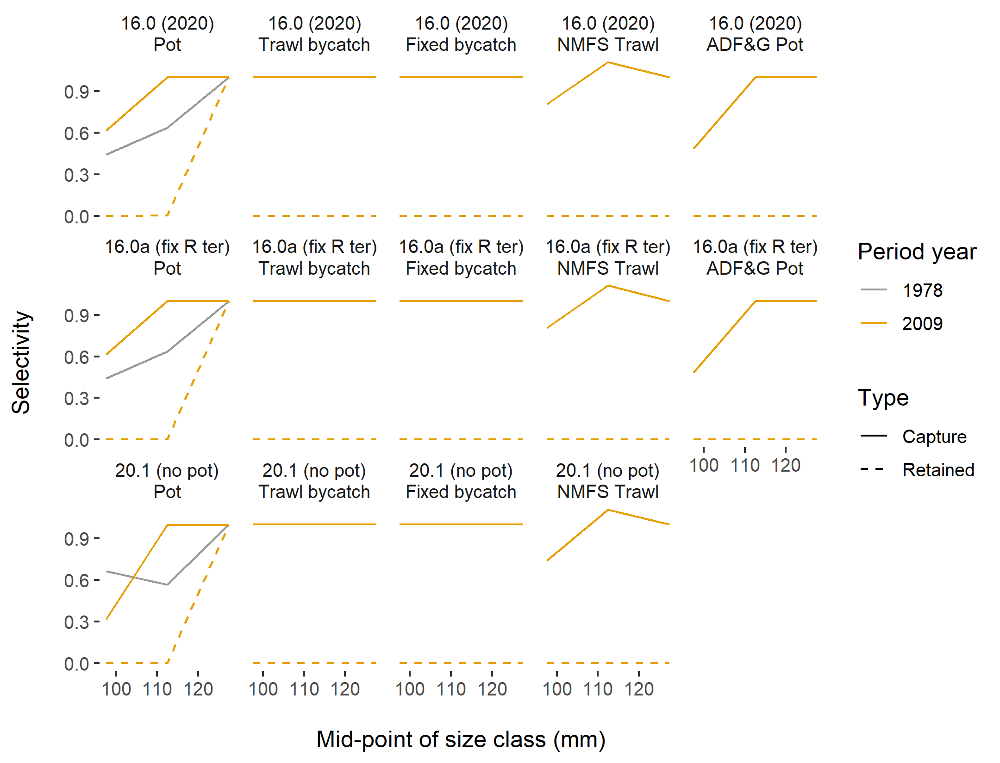 16.0 (2020) 16.0 (2020) 16.0 (2020) 16.0 (2020) 16.0 (2020)
Pot Trawl bycatch Fixed bycatch NMFS Trawl ADF&G Pot
0.9
0.6
0.3
0.0
16.0a (fix R ter) 16.0a (fix R ter) 16.0a (fix R ter) 16.0a (fix R ter) 16.0a (fix R ter)
Pot Trawl bycatch Fixed bycatch NMFS Trawl ADF&G Pot
0.9
0.6
0.3
0.0
100 110 120
20.1 (no pot) 20.1 (no pot) 20.1 (no pot) 20.1 (no pot)
Pot Trawl bycatch Fixed bycatch NMFS Trawl
0.9
0.6
0.3
0.0
100 110 120 100 110 120 100 110 120 100 110 120
Mid-point of size class (mm)
Selectivity
Period year
1978
2009
Type
Capture
Retained